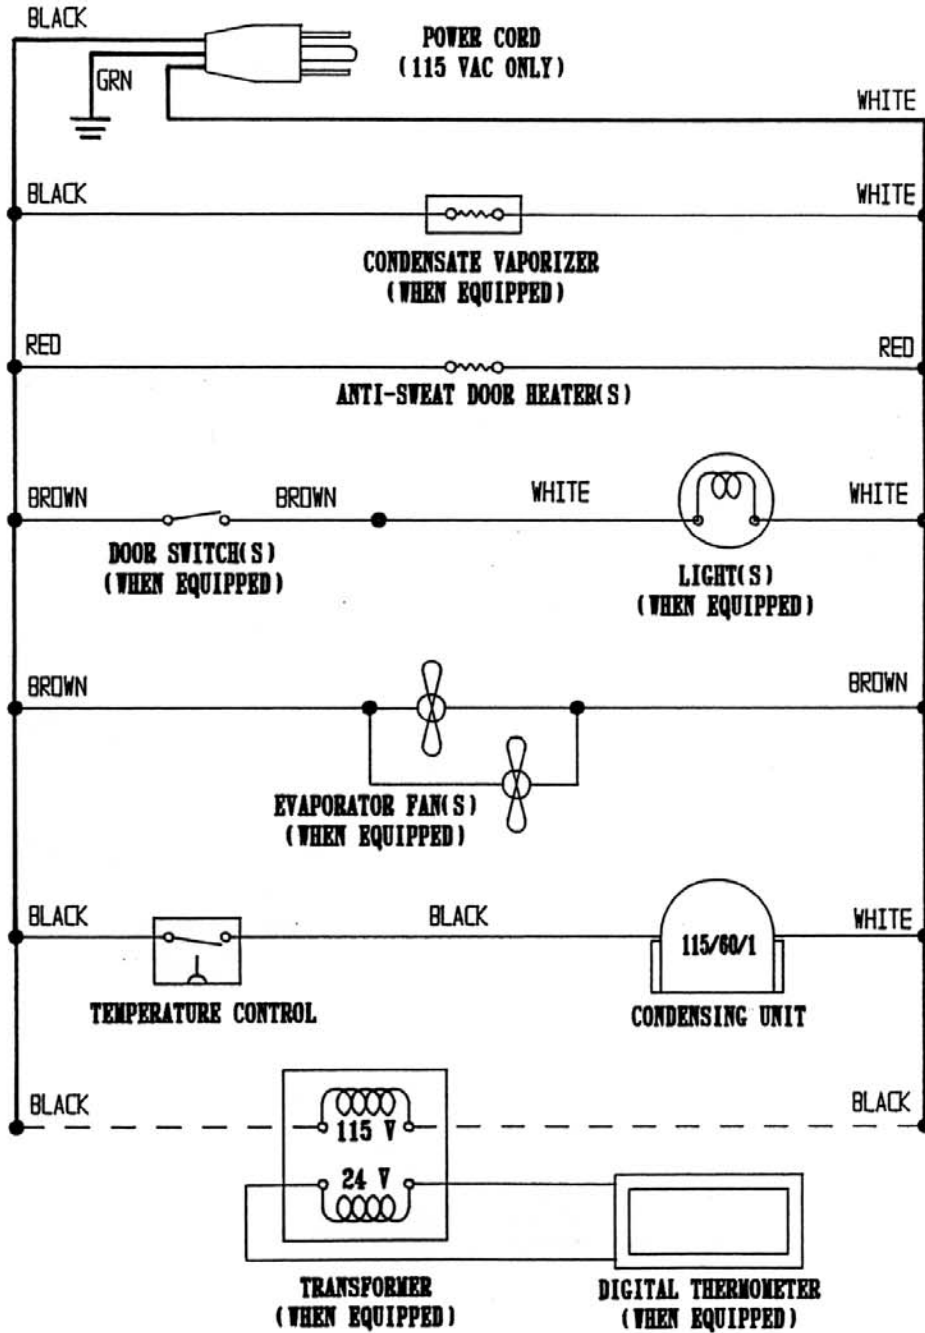 BLACK
POWER CORD
(115 VAC ONLY)
GRN
WHITE
BLACK
WHITE
CONDENSATE VAPORIZER
(WHEN EQUIPPED)
RED
RED
ANTI-SWEAT DOOR HEATER(S)
BROWN
BROWN
WHITE
WHITE
DOOR SWITCH(S)
(WHEN EQUIPPED)
LIGHT(S)
(WHEN EQUIPPED)
BROWN
BROWN
EVAPORATOR FAN(S)
(WHEN EQUIPPED)
BLACK
BLACK
WHITE
115/60/1
TEMPERATURE CONTROL
CONDENSING UNIT
BLACK
BLACK
115 V
24 V
TRANSFORMER
(WHEN EQUIPPED)
DIGITAL THERMOMETER
(WHEN EQUIPPED)